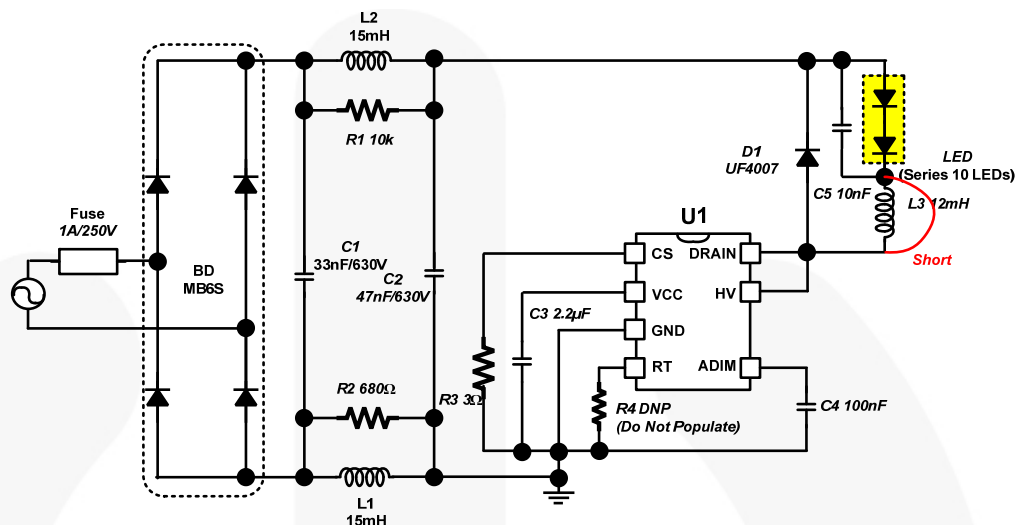 L2
15mH
R1 10k
D1
UF4007
LED
(Series 10 LEDs)
C5 10nF
L3 12mH
Short
Fuse
1A/250V
BD
MB6S
C1
33nF/630V
C2
47nF/630V
U1
CS
DRAIN
VCC
HV
GND
RT
ADIM
C3 2.2µF
R2 680Ω
R3 3Ω
R4 DNP
(Do Not Populate)
C4 100nF
L1
15mH